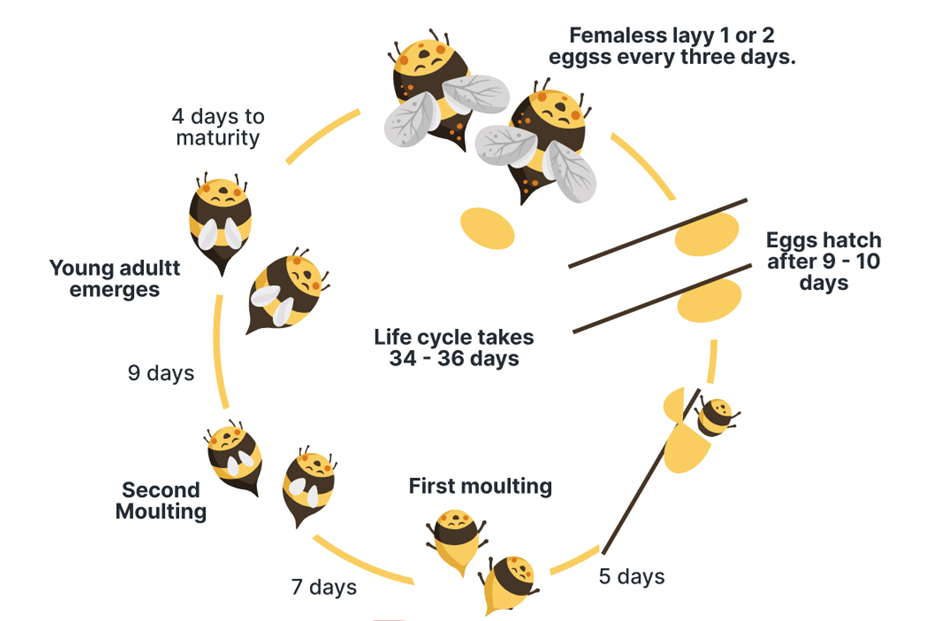 Femaless layy 1 or 2
eggss every three days.
4 days to
maturity
Eggs hatch
after 9 - 10
days
Young adultt
emerges
Life cycle takes
34 - 36 days
9 days
Second
Moulting
First moulting
5 days
7 days